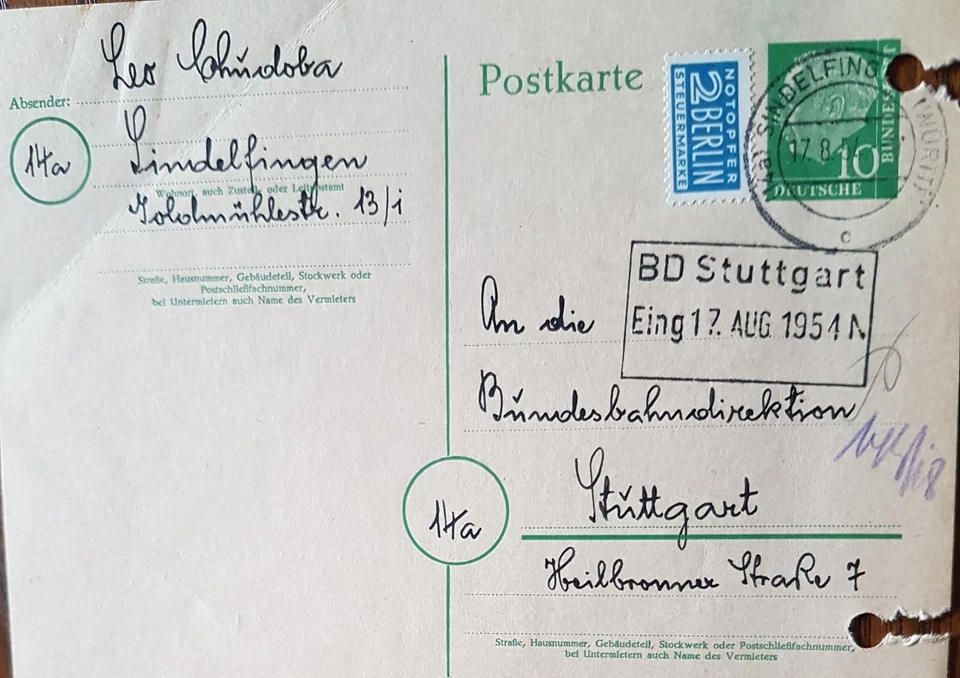 Leo Chudoba
Absender:
14a
Sindelfingen
Wohnort, auch Zustell- oder Leitpostamt
Goldmühlestr. 13/i
Straße, Hausnummer, Gebäudeteil, Stockwerk oder
Postschließfachnummer,
bei Untermietern auch Name des Vermieters
Postkarte
NOTOPFER
2 BERLIN
STEUERMARKE
SINDELFINGEN
17.8.
(WÜRTT)
c
10
DEUTSCHE
BUNDESPOST
BD Stuttgart
Eing 17. AUG. 1954 N
An die
Bundesbahndirektion
14a
Stuttgart
Heilbronner Straße 7
Straße, Hausnummer, Gebäudeteil, Stockwerk oder Postschließfachnummer,
bei Untermietern auch Name des Vermieters